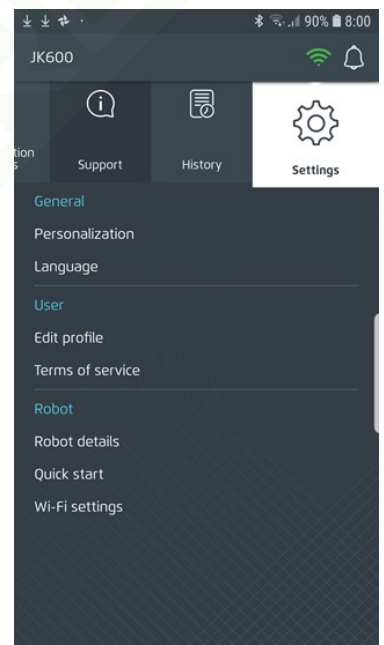 90% 8:00
JK600
tion
s
Support
History
Settings
General
Personalization
Language
User
Edit profile
Terms of service
Robot
Robot details
Quick start
Wi-Fi settings